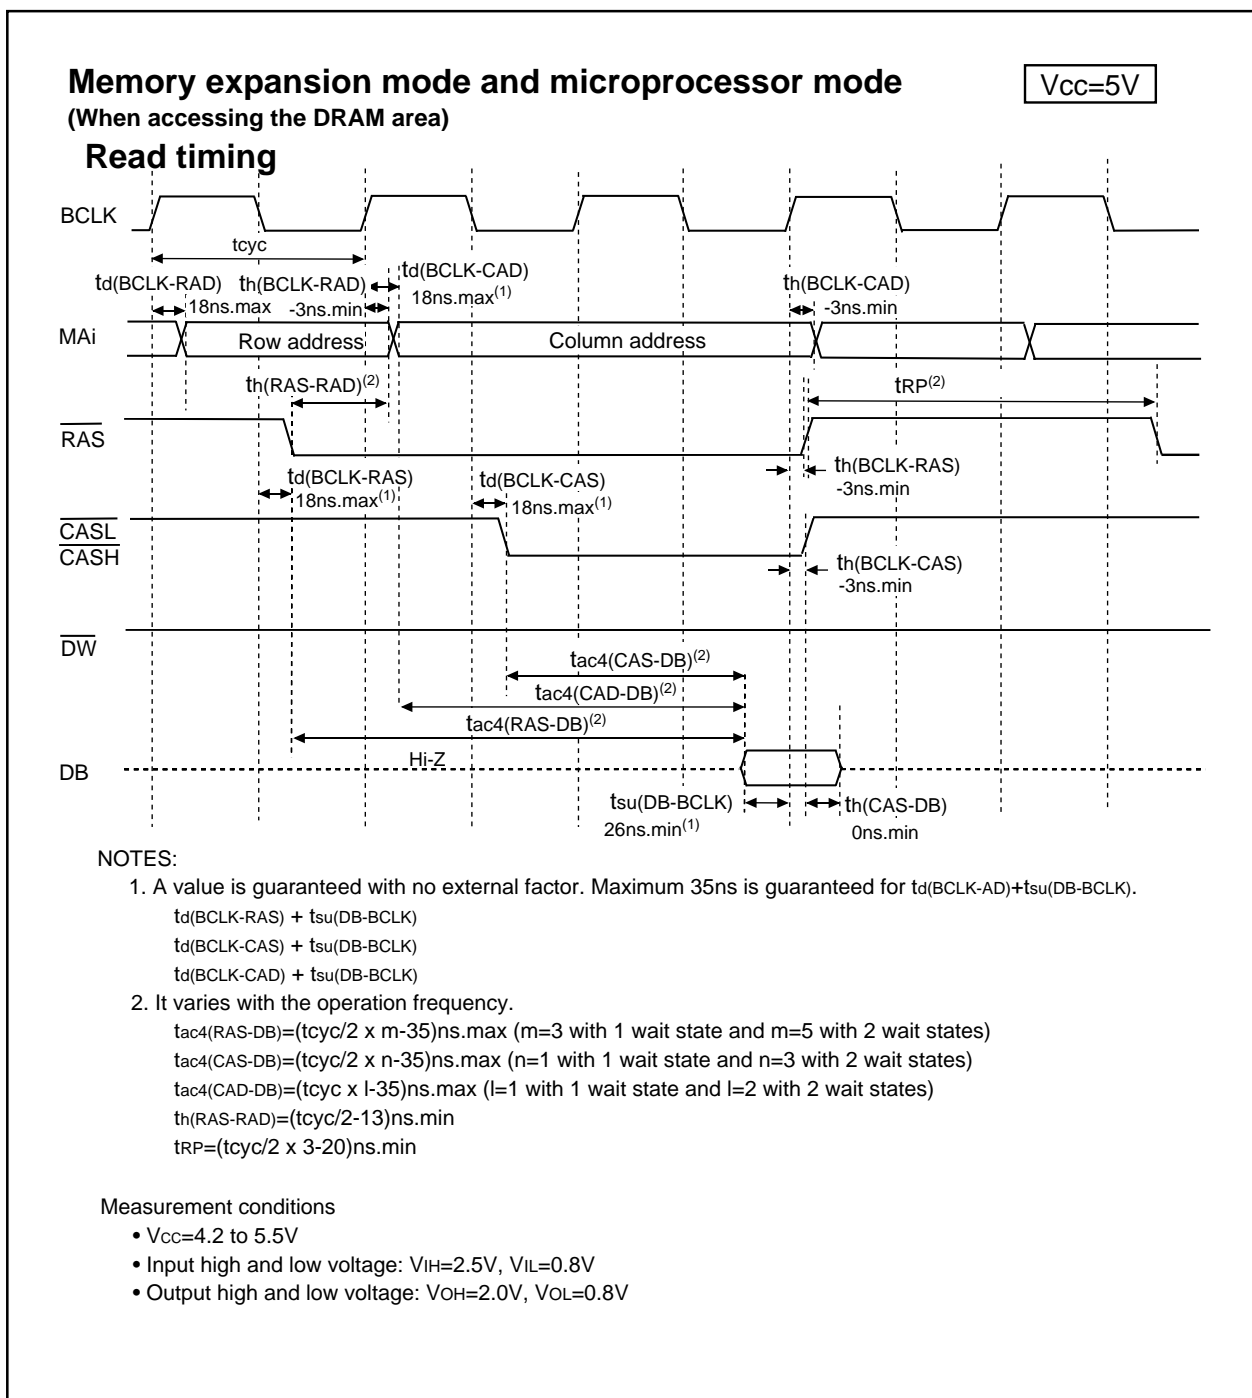 Memory expansion mode and microprocessor mode
Vcc=5V
(When accessing the DRAM area)
Read timing
BCLK
tcyc
td(BCLK-RAD)
18ns.max
th(BCLK-RAD)
-3ns.min
td(BCLK-CAD)
18ns.max(1)
th(BCLK-CAD)
-3ns.min
MAi
Row address
Column address
th(RAS-RAD)(2)
tRP(2)
RAS
td(BCLK-RAS)
18ns.max(1)
td(BCLK-CAS)
18ns.max(1)
th(BCLK-RAS)
-3ns.min
CASL
CASH
th(BCLK-CAS)
-3ns.min
DW
tac4(CAS-DB)(2)
tac4(CAD-DB)(2)
tac4(RAS-DB)(2)
Hi-Z
DB
tsu(DB-BCLK)
26ns.min(1)
th(CAS-DB)
0ns.min
NOTES:
1. A value is guaranteed with no external factor. Maximum 35ns is guaranteed for td(BCLK-AD)+tsu(DB-BCLK).
td(BCLK-RAS) + tsu(DB-BCLK)
td(BCLK-CAS) + tsu(DB-BCLK)
td(BCLK-CAD) + tsu(DB-BCLK)
2. It varies with the operation frequency.
tac4(RAS-DB)=(tcyc/2 x m-35)ns.max (m=3 with 1 wait state and m=5 with 2 wait states)
tac4(CAS-DB)=(tcyc/2 x n-35)ns.max (n=1 with 1 wait state and n=3 with 2 wait states)
tac4(CAD-DB)=(tcyc x l-35)ns.max (l=1 with 1 wait state and l=2 with 2 wait states)
th(RAS-RAD)=(tcyc/2-13)ns.min
tRP=(tcyc/2 x 3-20)ns.min
Measurement conditions
• Vcc=4.2 to 5.5V
• Input high and low voltage: VIH=2.5V, VIL=0.8V
• Output high and low voltage: VOH=2.0V, VOL=0.8V